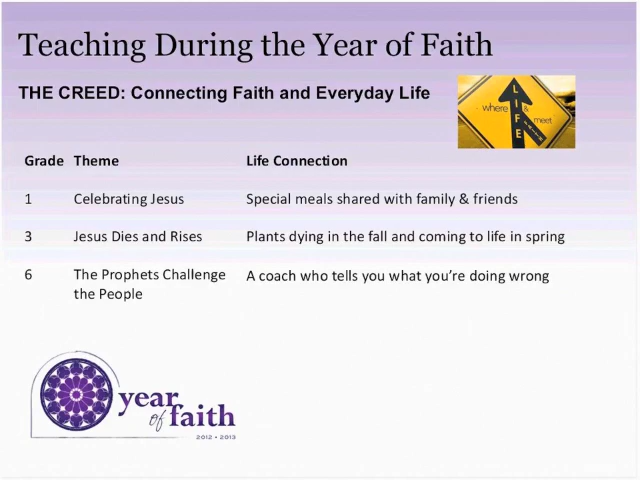 Teaching During the Year of Faith
THE CREED: Connecting Faith and Everyday Life
where LIFE & meet
Grade Theme Life Connection
1 Celebrating Jesus Special meals shared with family & friends
3 Jesus Dies and Rises Plants dying in the fall and coming to life in spring
6 The Prophets Challenge A coach who tells you what you’re doing wrong
the People
year
of faith
2012 • 2013